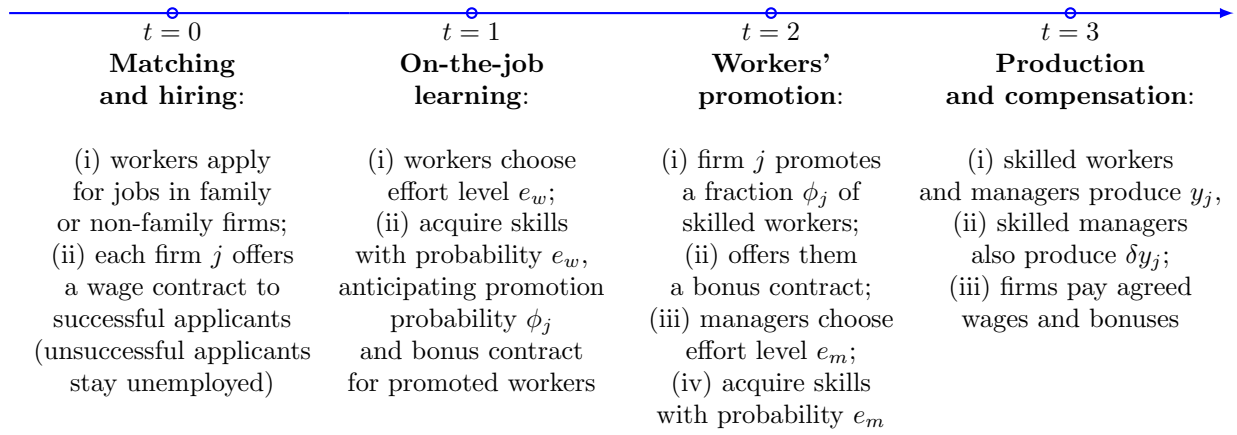 t = 0
Matching
and hiring:
(i) workers apply
for jobs in family
or non-family firms;
(ii) each firm j offers
a wage contract to
successful applicants
(unsuccessful applicants
stay unemployed)
t = 1
On-the-job
learning:
(i) workers choose
effort level e_w;
(ii) acquire skills
with probability e_w,
anticipating promotion
probability ϕ_j
and bonus contract
for promoted workers
t = 2
Workers'
promotion:
(i) firm j promotes
a fraction ϕ_j of
skilled workers;
(ii) offers them
a bonus contract;
(iii) managers choose
effort level e_m;
(iv) acquire skills
with probability e_m
t = 3
Production
and compensation:
(i) skilled workers
and managers produce y_j,
(ii) skilled managers
also produce δy_j;
(iii) firms pay agreed
wages and bonuses